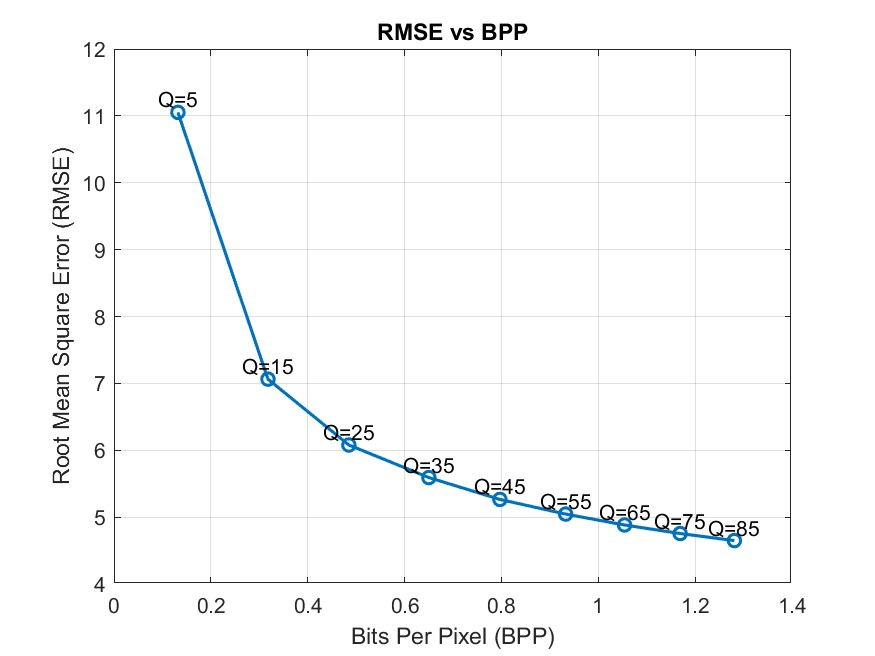 RMSE vs BPP
12
11
10
9
8
7
6
5
4
Root Mean Square Error (RMSE)
Q=5
Q=15
Q=25
Q=35
Q=45
Q=55
Q=65
Q=75
Q=85
0
0.2
0.4
0.6
0.8
1
1.2
1.4
Bits Per Pixel (BPP)